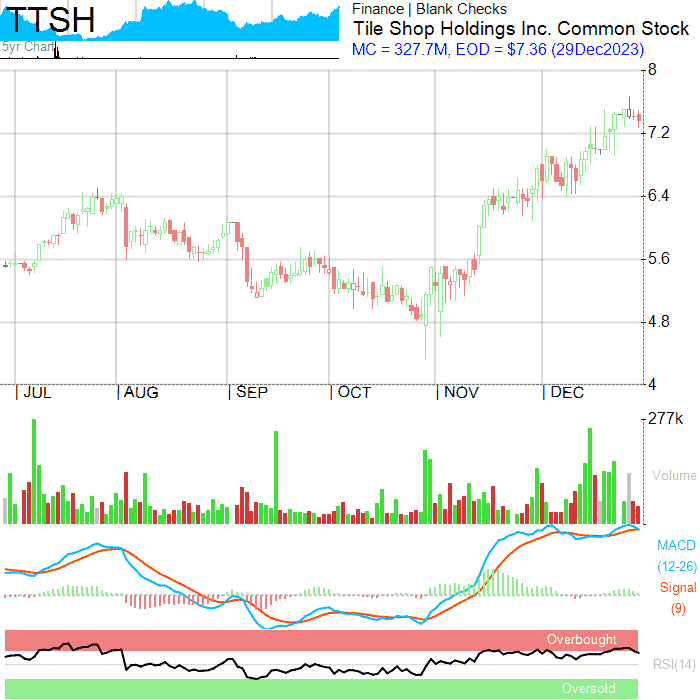 TTSH
Finance | Blank Checks
Tile Shop Holdings Inc. Common Stock
MC = 327.7M, EOD = $7.36 (29Dec2023)
5yr Chart
8
7.2
6.4
5.6
4.8
4
| JUL | AUG | SEP | OCT | NOV | DEC
277k
Volume
MACD
(12-26)
Signal
(9)
Overbought
RSI(14)
Oversold